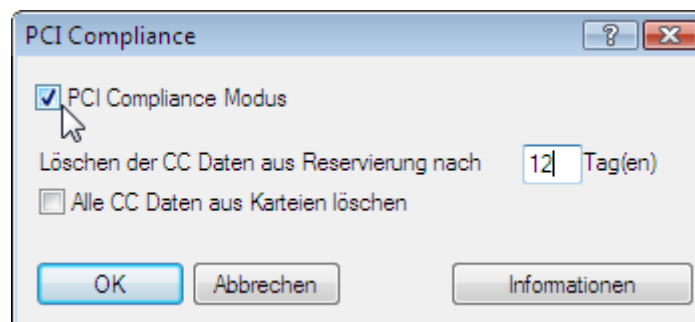 PCI Compliance
PCI Compliance Modus
Löschen der CC Daten aus Reservierung nach 12 Tag(en)
Alle CC Daten aus Karteien löschen
OK Abbrechen Informationen